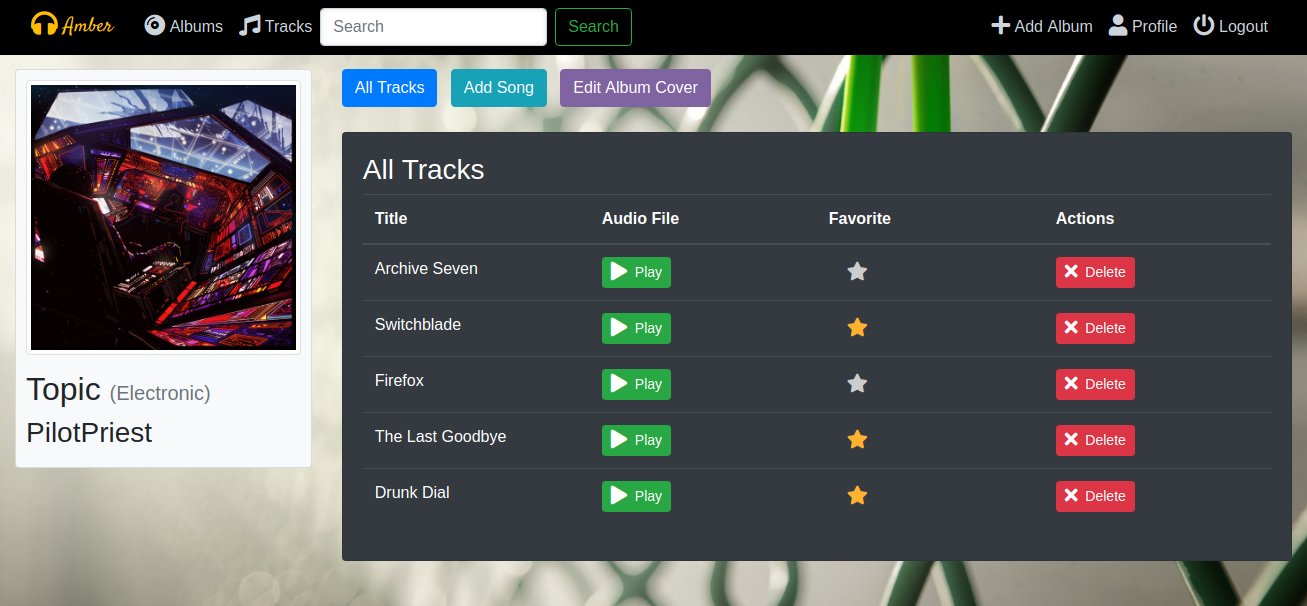 Amber Albums Tracks Search Search Add Album Profile Logout
All Tracks Add Song Edit Album Cover
Topic (Electronic)
PilotPriest
All Tracks
Title Audio File Favorite Actions
Archive Seven Play Delete
Switchblade Play Delete
Firefox Play Delete
The Last Goodbye Play Delete
Drunk Dial Play Delete